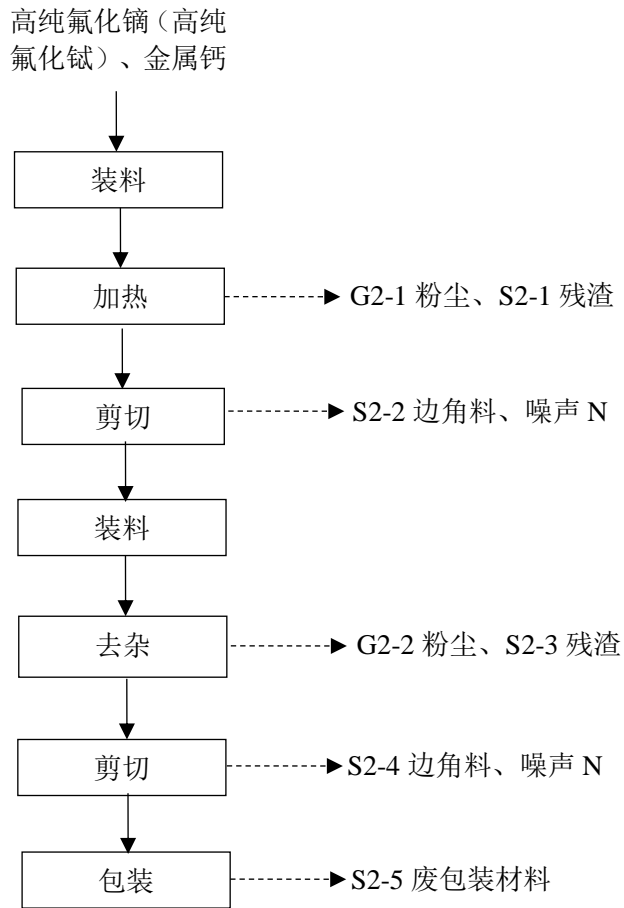 高纯氟化镝（高纯
氟化铽）、金属钙
装料
加热
G2-1 粉尘、S2-1 残渣
剪切
S2-2 边角料、噪声 N
装料
去杂
G2-2 粉尘、S2-3 残渣
剪切
S2-4 边角料、噪声 N
包装
S2-5 废包装材料